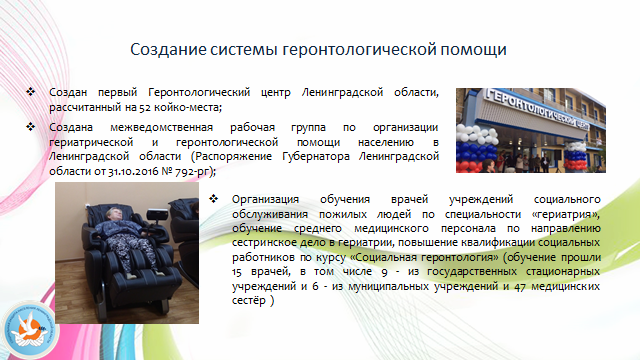 Создание системы геронтологической помощи
❖ Создан первый Геронтологический центр Ленинградской области,
рассчитанный на 52 койко-места;
❖ Создана межведомственная рабочая группа по организации
гериатрической и геронтологической помощи населению в
Ленинградской области (Распоряжение Губернатора Ленинградской
области от 31.10.2016 № 792-рг);
ГЕРОНТОЛОГИЧЕСКИЙ ЦЕНТР
❖ Организация обучения врачей учреждений социального
обслуживания пожилых людей по специальности «гериатрия»,
обучение среднего медицинского персонала по направлению
сестринское дело в гериатрии, повышение квалификации социальных
работников по курсу «Социальная геронтология» (обучение прошли
15 врачей, в том числе 9 - из государственных стационарных
учреждений и 6 - из муниципальных учреждений и 47 медицинских
сестёр )